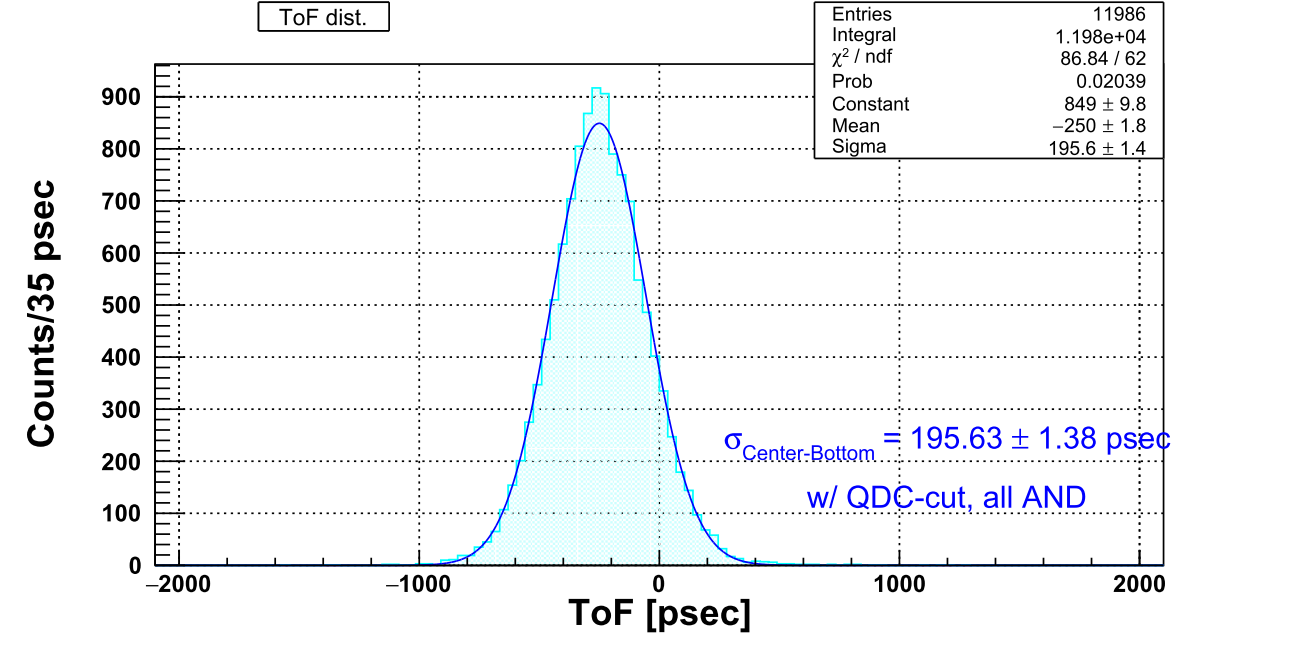 ToF dist.
Entries 11986
Integral 1.198e+04
χ² / ndf 86.84 / 62
Prob 0.02039
Constant 849 ± 9.8
Mean −250 ± 1.8
Sigma 195.6 ± 1.4
900
800
700
600
500
400
300
200
100
0
Counts/35 psec
σCenter-Bottom = 195.63 ± 1.38 psec
w/ QDC-cut, all AND
−2000 −1000 0 1000 2000
ToF [psec]